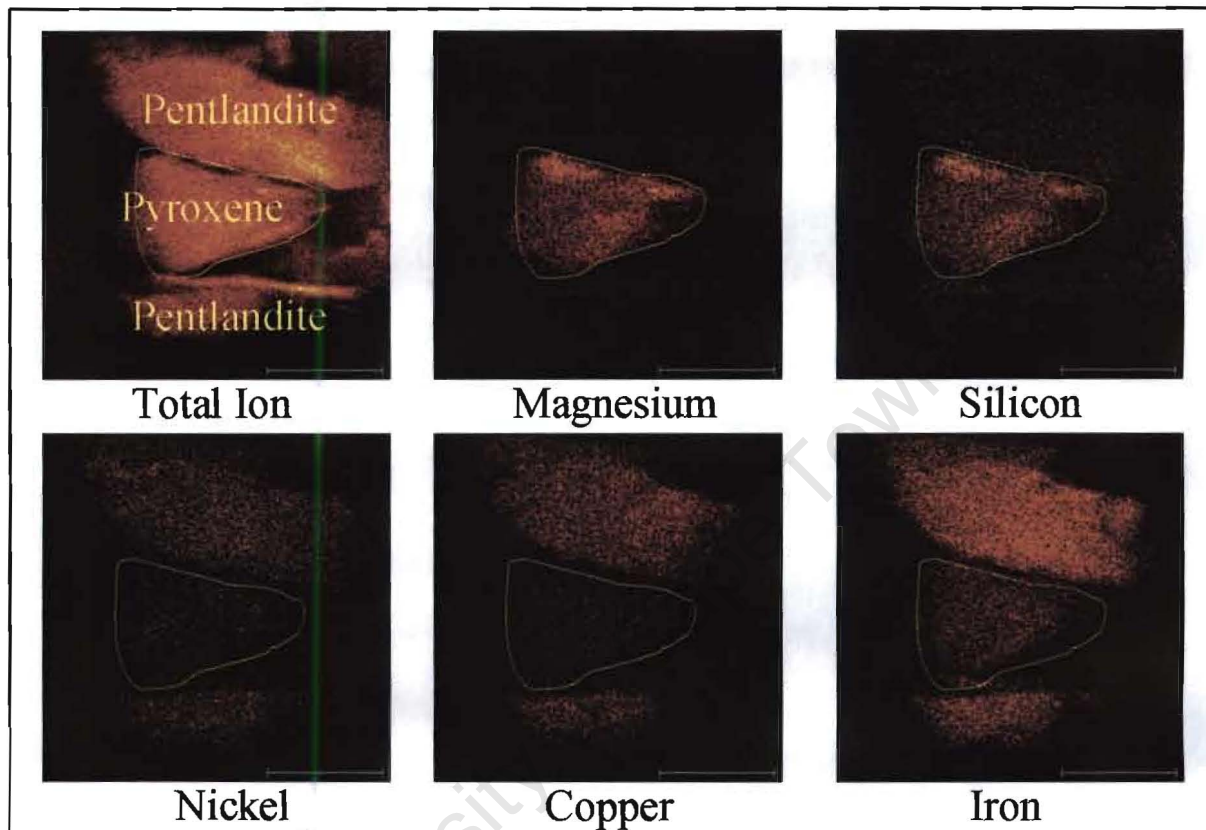 Pentlandite
Pyroxene
Pentlandite
Total Ion
Magnesium
Silicon
Nickel
Copper
Iron